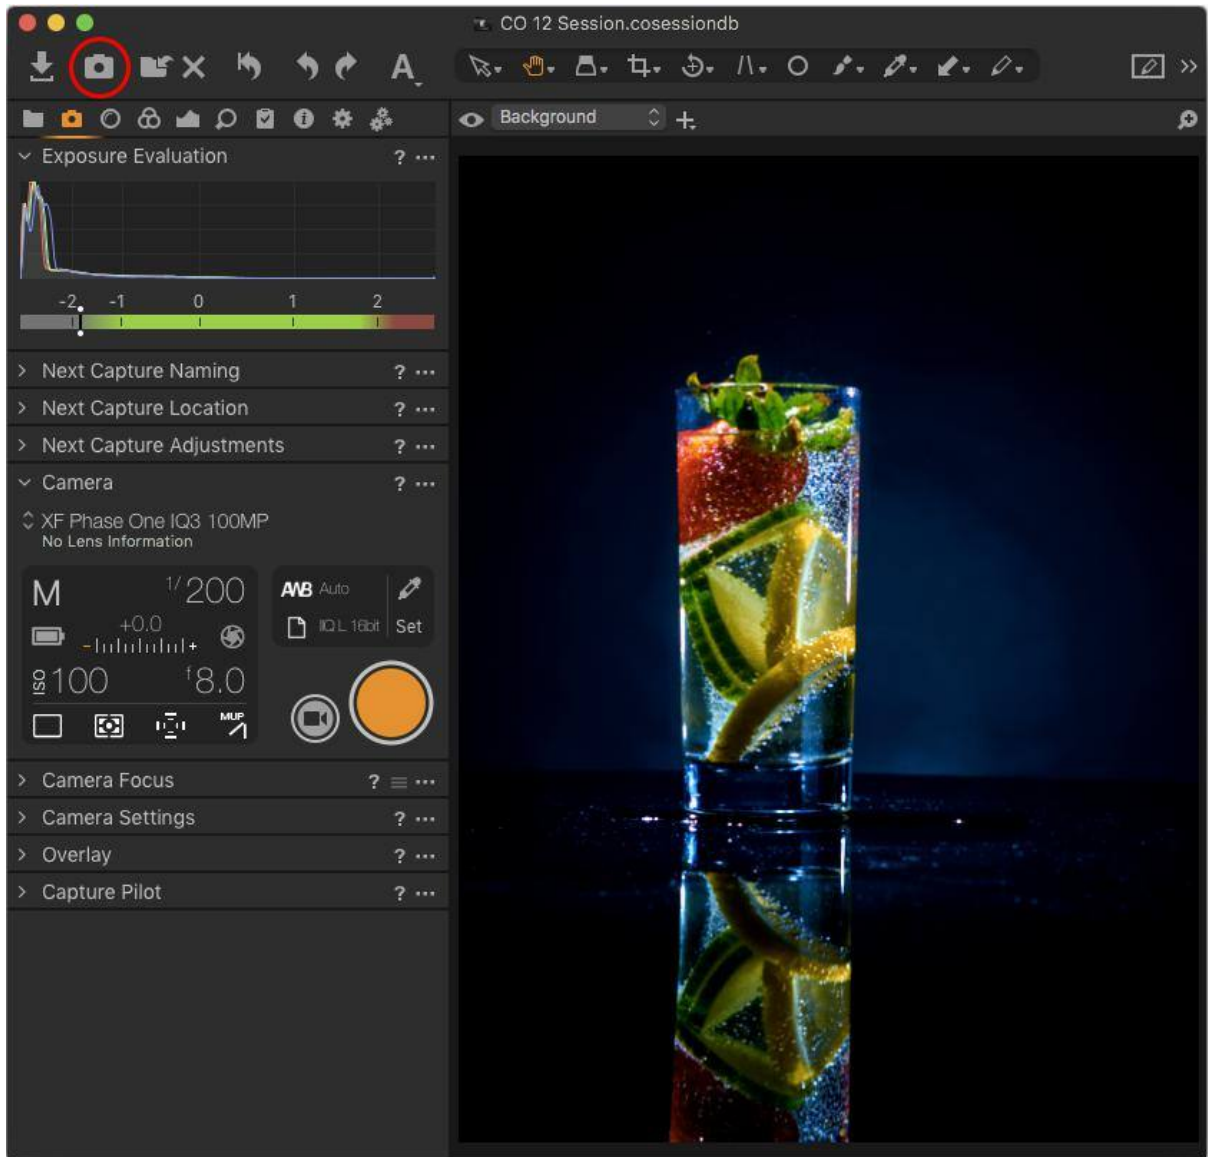 CO 12 Session.cosessiondb
A
Background
Exposure Evaluation ? ...
-2 -1 0 1 2
Next Capture Naming ? ...
Next Capture Location ? ...
Next Capture Adjustments ? ...
Camera ? ...
XF Phase One IQ3 100MP
No Lens Information
M 1/200
AWB Auto
+0.0
IIQ L 16bit Set
- +
ISO 100 f8.0
MUP
Camera Focus ? ...
Camera Settings ? ...
Overlay ? ...
Capture Pilot ? ...